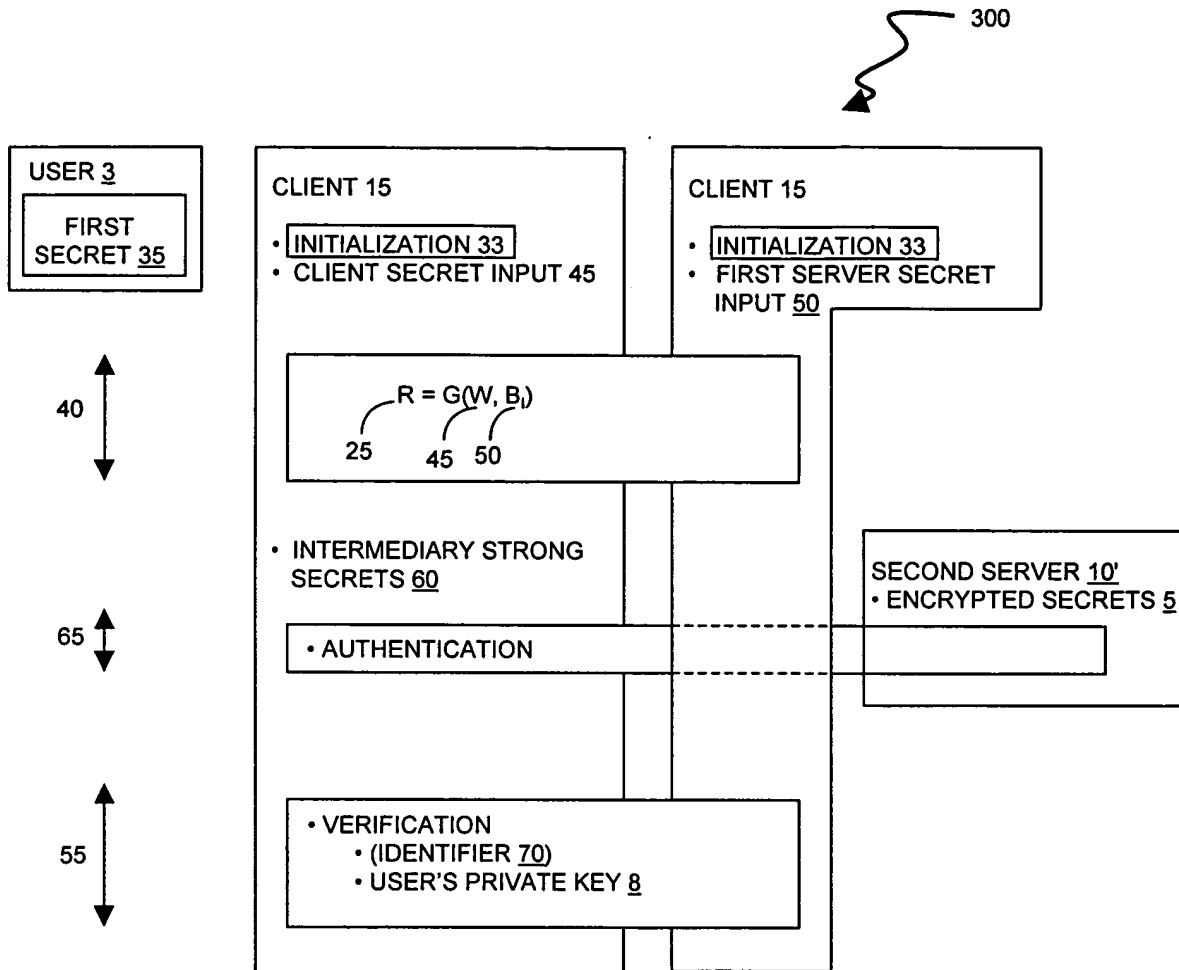 300
USER 3
FIRST
SECRET 35
CLIENT 15
• INITIALIZATION 33
• CLIENT SECRET INPUT 45
CLIENT 15
• INITIALIZATION 33
• FIRST SERVER SECRET
INPUT 50
40
R = G(W, Bᵢ)
25
45
50
• INTERMEDIARY STRONG
SECRETS 60
SECOND SERVER 10'
• ENCRYPTED SECRETS 5
65
• AUTHENTICATION
55
• VERIFICATION
• (IDENTIFIER 70)
• USER'S PRIVATE KEY 8